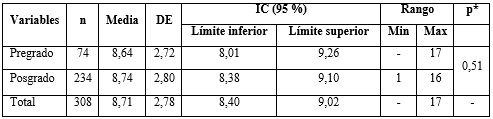 Variables n Media DE IC (95 %) Rango p*
Límite inferior Límite superior Min Max
Pregrado 74 8,64 2,72 8,01 9,26 - 17 0,51
Posgrado 234 8,74 2,80 8,38 9,10 1 16
Total 308 8,71 2,78 8,40 9,02 - 17 -